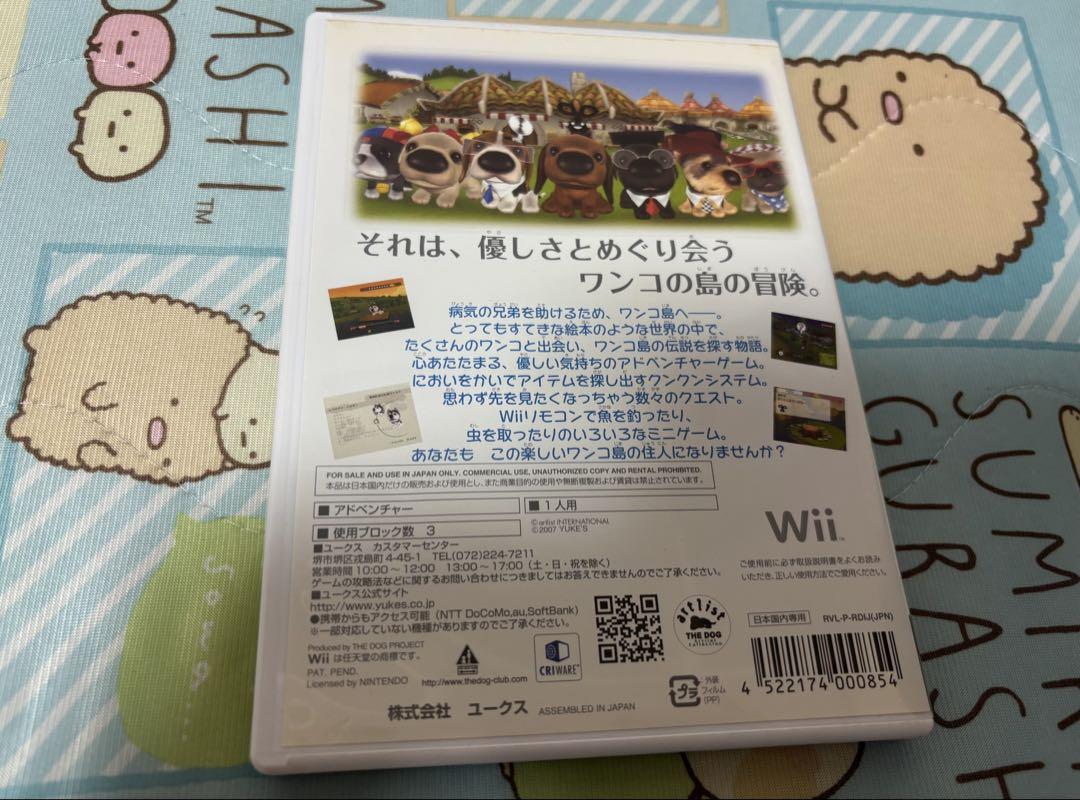 MASHI™
それは、優しさとめぐり会う
ワンコの島の冒険。
病気の兄弟を助けるため、ワンコ島へ――。
とってもすてきな絵本のような世界の中で、
たくさんのワンコと出会い、ワンコ島の伝説を探す物語。
心あたたまる、優しい気持ちのアドベンチャーゲーム。
においをかいでアイテムを探し出すクンクンシステム。
思わず先を見たくなっちゃう数々のクエスト。
Wiiリモコンで魚を釣ったり、
虫を取ったりのいろいろなミニゲーム。
あなたも この楽しいワンコ島の住人になりませんか?
FOR SALE AND USE IN JAPAN ONLY. COMMERCIAL USE, UNAUTHORIZED COPY AND RENTAL PROHIBITED.
本品は日本国内だけの販売および使用とし、また商業目的の使用や無断複製および賃貸は禁止されています。
■ アドベンチャー
■ 1人用
■ 使用ブロック数 3
©artlist INTERNATIONAL
©2007 YUKE'S
Wii™
■ユークス カスタマーセンター
堺市堺区戎島町4-45-1 TEL(072)224-7211
営業時間 10:00〜12:00 13:00〜17:00(土・日・祝を除く)
ゲームの攻略法などに関するお問い合わせにつきましてはお答えできませんのでご了承ください。
■ユークス公式サイト
http://www.yukes.co.jp
●携帯からもアクセス可能(NTT DoCoMo,au,SoftBank)
※一部対応していない機種がありますのでご了承下さい。
ご使用前に必ず取扱説明書をよくお読み
いただき、正しい使用方法でご愛用ください。
Produced by THE DOG PROJECT
Wii は任天堂の商標です。
PAT. PEND.
Licensed by NINTENDO
http://www.thedog-club.com
CRIWARE™
artlist
THE DOG
日本国内専用
RVL-P-RDIJ(JPN)
プラ
外装
フィルム
(PP)
4 522174 000854
株式会社 ユークス
ASSEMBLED IN JAPAN
SUMI
GURASH